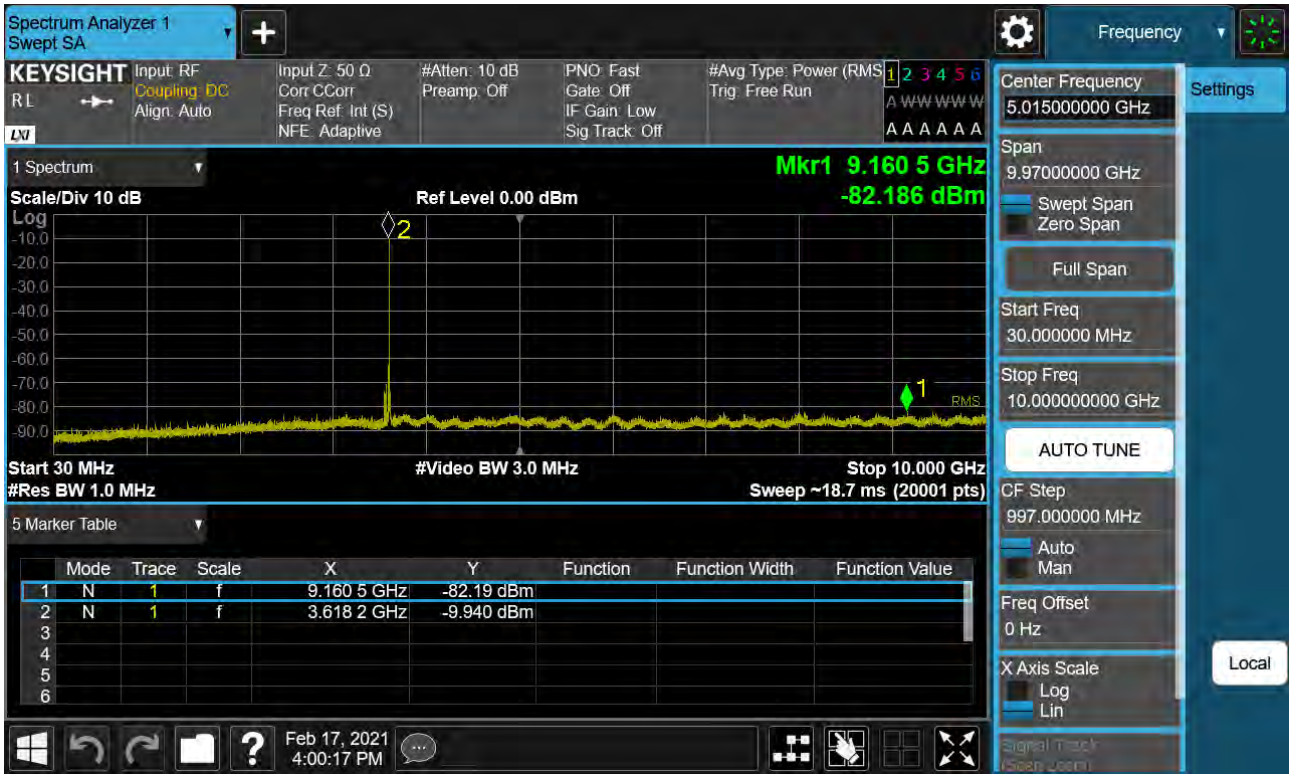 Spectrum Analyzer 1
Swept SA
+
Frequency
KEYSIGHT
RL
LXI
Input: RF
Coupling: DC
Align: Auto
Input Z: 50 Ω
Corr CCorr
Freq Ref: Int (S)
NFE: Adaptive
#Atten: 10 dB
Preamp: Off
PNO: Fast
Gate: Off
IF Gain: Low
Sig Track: Off
#Avg Type: Power (RMS
Trig: Free Run
1 2 3 4 5 6
A W W W W W
A A A A A A
1 Spectrum
Mkr1 9.160 5 GHz
-82.186 dBm
Scale/Div 10 dB
Ref Level 0.00 dBm
Log
-10.0
-20.0
-30.0
-40.0
-50.0
-60.0
-70.0
-80.0
-90.0
2
1
RMS
Start 30 MHz
#Video BW 3.0 MHz
Stop 10.000 GHz
#Res BW 1.0 MHz
Sweep ~18.7 ms (20001 pts)
5 Marker Table
Mode Trace Scale X Y Function Function Width Function Value
1 N 1 f 9.160 5 GHz -82.19 dBm
2 N 1 f 3.618 2 GHz -9.940 dBm
3
4
5
6
?
Feb 17, 2021
4:00:17 PM
Center Frequency
5.015000000 GHz
Span
9.97000000 GHz
Swept Span
Zero Span
Full Span
Start Freq
30.000000 MHz
Stop Freq
10.000000000 GHz
AUTO TUNE
CF Step
997.000000 MHz
Auto
Man
Freq Offset
0 Hz
X Axis Scale
Log
Lin
Signal Track
(Span Zoom)
Settings
Local